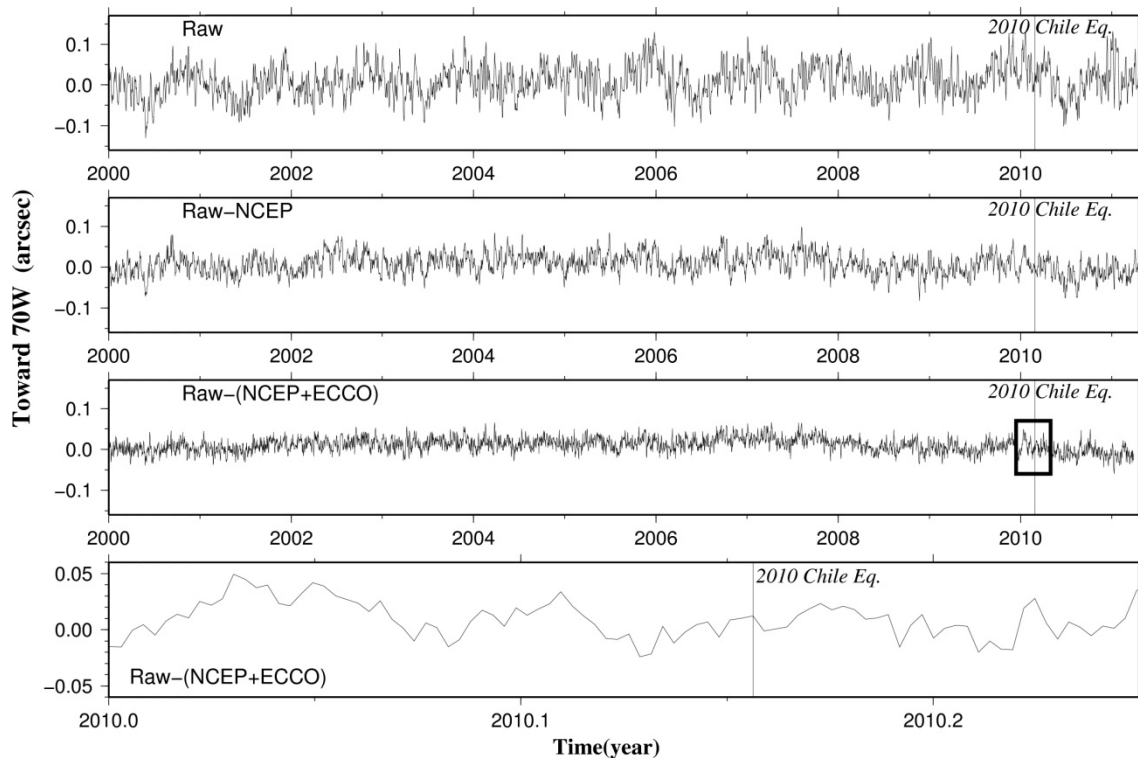 Toward 70W (arcsec)
Raw
2010 Chile Eq.
0.1
0.0
−0.1
2000 2002 2004 2006 2008 2010
Raw−NCEP
2010 Chile Eq.
0.1
0.0
−0.1
2000 2002 2004 2006 2008 2010
Raw−(NCEP+ECCO)
2010 Chile Eq.
0.1
0.0
−0.1
2000 2002 2004 2006 2008 2010
2010 Chile Eq.
0.05
0.00
−0.05
Raw−(NCEP+ECCO)
2010.0 2010.1 2010.2
Time(year)